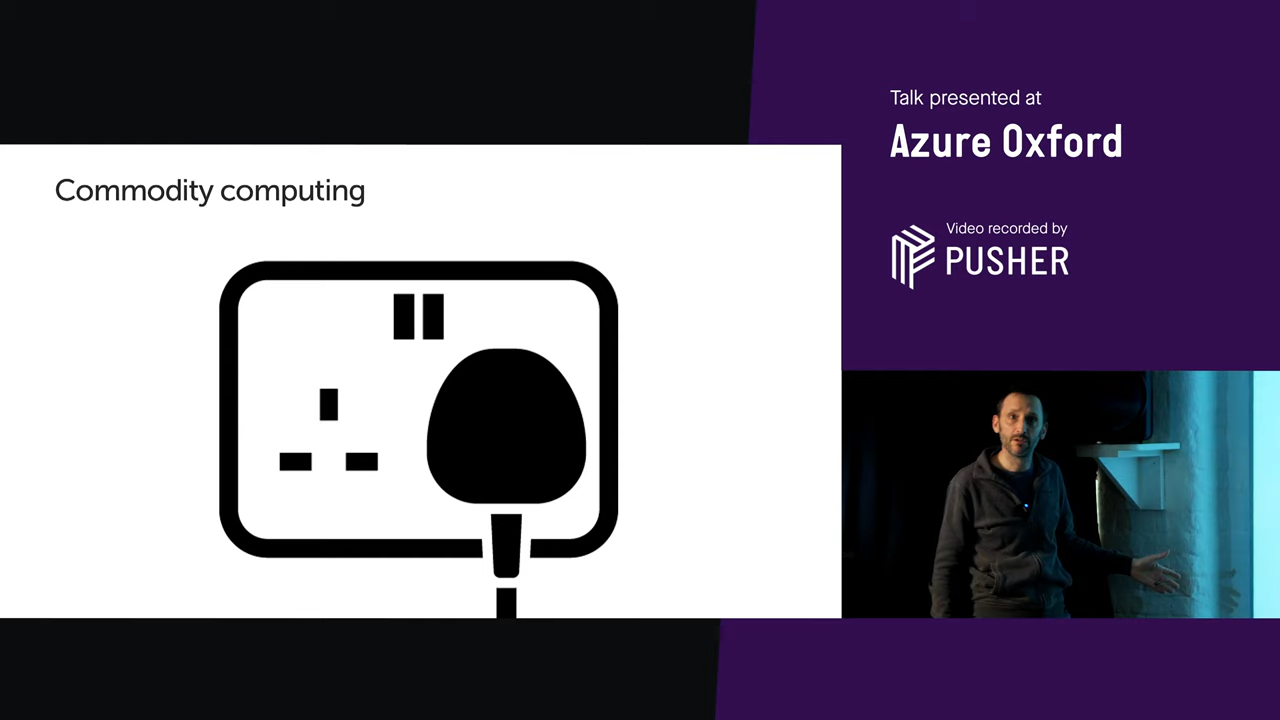 Talk presented at
Azure Oxford
Video recorded by
PUSHER
Commodity computing